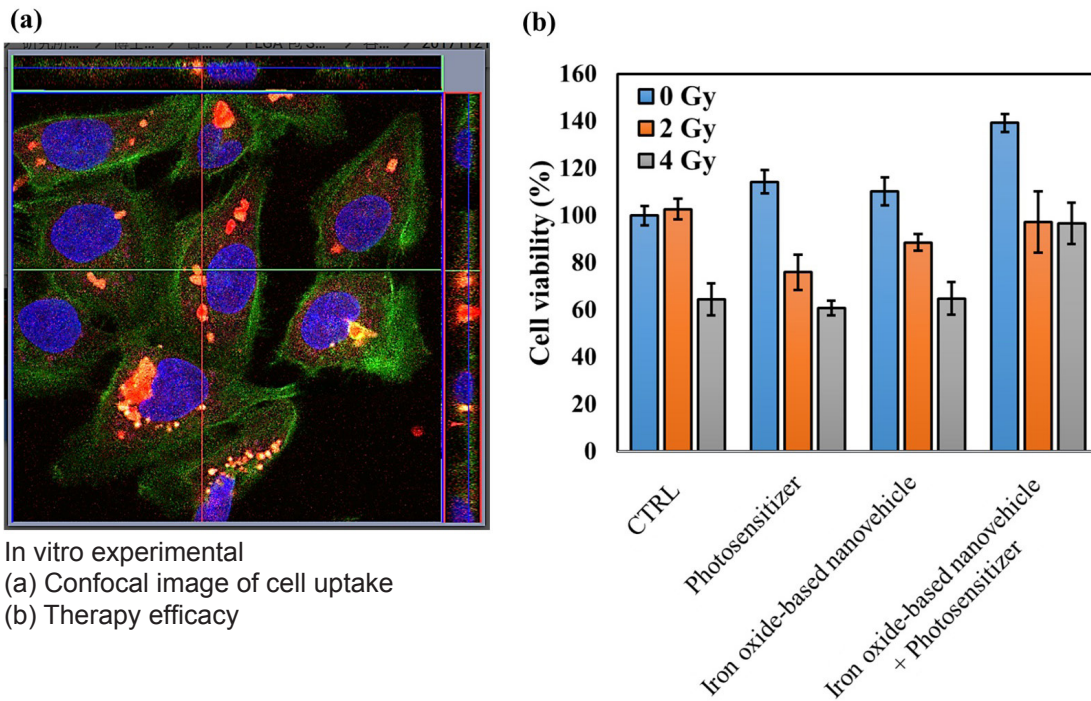 (a)
In vitro experimental
(a) Confocal image of cell uptake
(b) Therapy efficacy
(b)
160
140
120
100
80
60
40
20
0
Cell viability (%)
0 Gy
2 Gy
4 Gy
CTRL
Photosensitizer
Iron oxide-based nanovehicle
Iron oxide-based nanovehicle
+ Photosensitizer